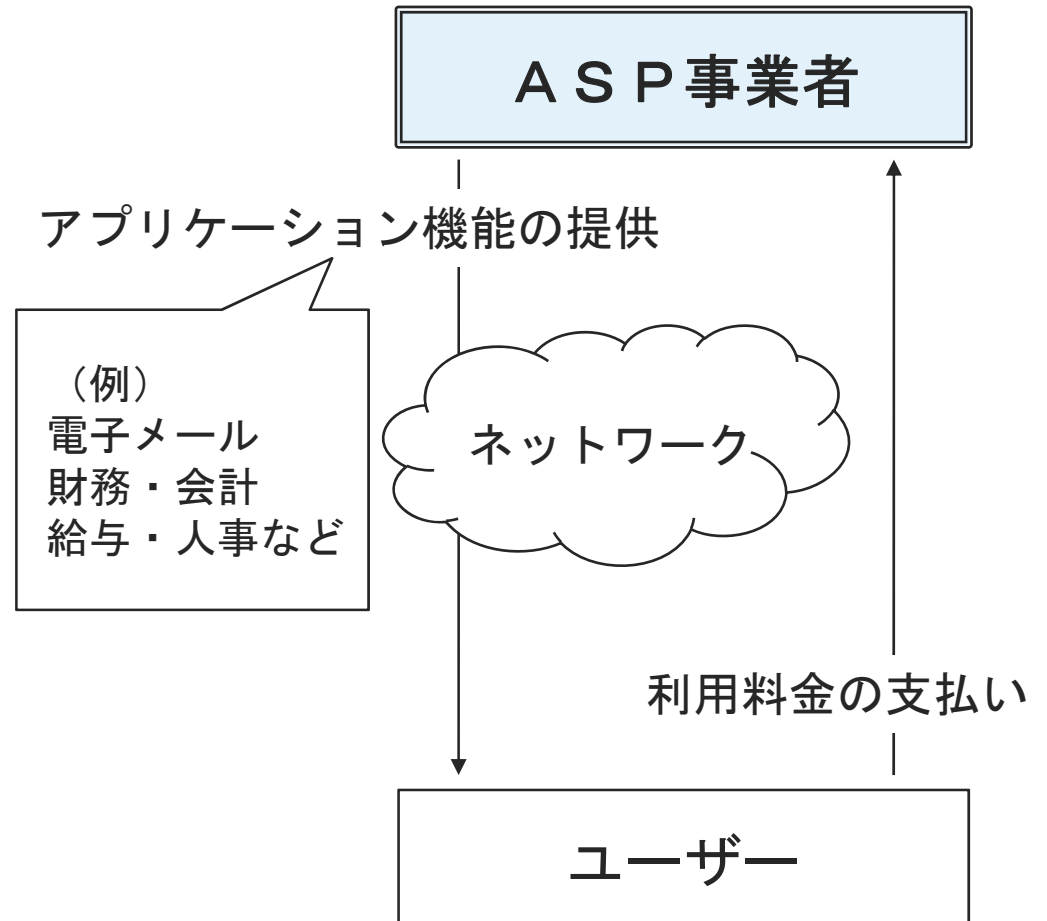 ＡＳＰ事業者
アプリケーション機能の提供
（例）
電子メール
財務・会計
給与・人事など
ネットワーク
利用料金の支払い
ユーザー